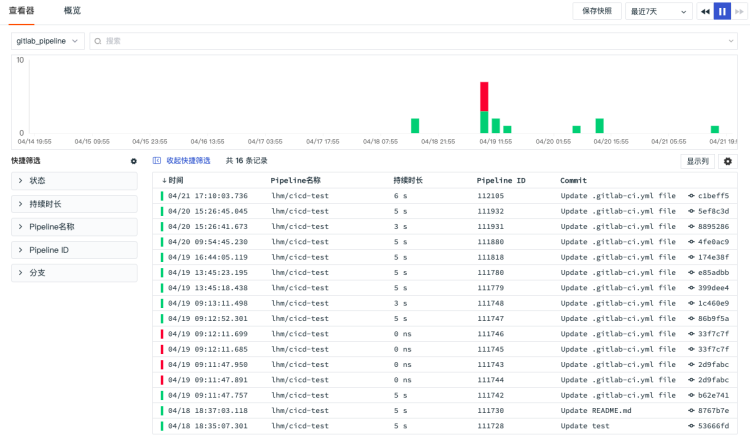 查看器 概览
保存快照 最近7天
gitlab_pipeline 搜索
10
0
04/14 19:55 04/15 09:55 04/15 23:55 04/16 13:55 04/17 03:55 04/17 17:55 04/18 07:55 04/18 21:55 04/19 11:55 04/20 01:55 04/20 15:55 04/21 05:55 04/21 19:
快捷筛选 收起快捷筛选 共 16 条记录 显示列
状态
持续时长
Pipeline名称
Pipeline ID
分支
↓时间 Pipeline名称 持续时长 Pipeline ID Commit
04/21 17:10:03.736 lhm/cicd-test 6 s 112105 Update .gitlab-ci.yml file c1beff5
04/20 15:26:45.045 lhm/cicd-test 5 s 111932 Update .gitlab-ci.yml file 5ef8c3d
04/20 15:26:41.673 lhm/cicd-test 3 s 111931 Update .gitlab-ci.yml file 8895286
04/20 09:54:45.230 lhm/cicd-test 5 s 111880 Update .gitlab-ci.yml file 4fe0ac9
04/19 16:44:05.119 lhm/cicd-test 5 s 111818 Update .gitlab-ci.yml file 174e38f
04/19 13:45:23.195 lhm/cicd-test 5 s 111780 Update .gitlab-ci.yml file e85adbb
04/19 13:45:18.438 lhm/cicd-test 5 s 111779 Update .gitlab-ci.yml file 399dee4
04/19 09:13:11.498 lhm/cicd-test 3 s 111748 Update .gitlab-ci.yml file 1c460e9
04/19 09:12:52.301 lhm/cicd-test 5 s 111747 Update .gitlab-ci.yml file 86b9f5a
04/19 09:12:11.699 lhm/cicd-test 0 ns 111746 Update .gitlab-ci.yml file 33f7c7f
04/19 09:12:11.685 lhm/cicd-test 0 ns 111745 Update .gitlab-ci.yml file 33f7c7f
04/19 09:11:47.950 lhm/cicd-test 0 ns 111743 Update .gitlab-ci.yml file 2d9fabc
04/19 09:11:47.891 lhm/cicd-test 0 ns 111744 Update .gitlab-ci.yml file 2d9fabc
04/19 09:11:47.757 lhm/cicd-test 5 s 111742 Update .gitlab-ci.yml file b62e741
04/18 18:37:03.118 lhm/cicd-test 5 s 111730 Update README.md 8767b7e
04/18 18:35:07.301 lhm/cicd-test 5 s 111728 Update test 53666fd